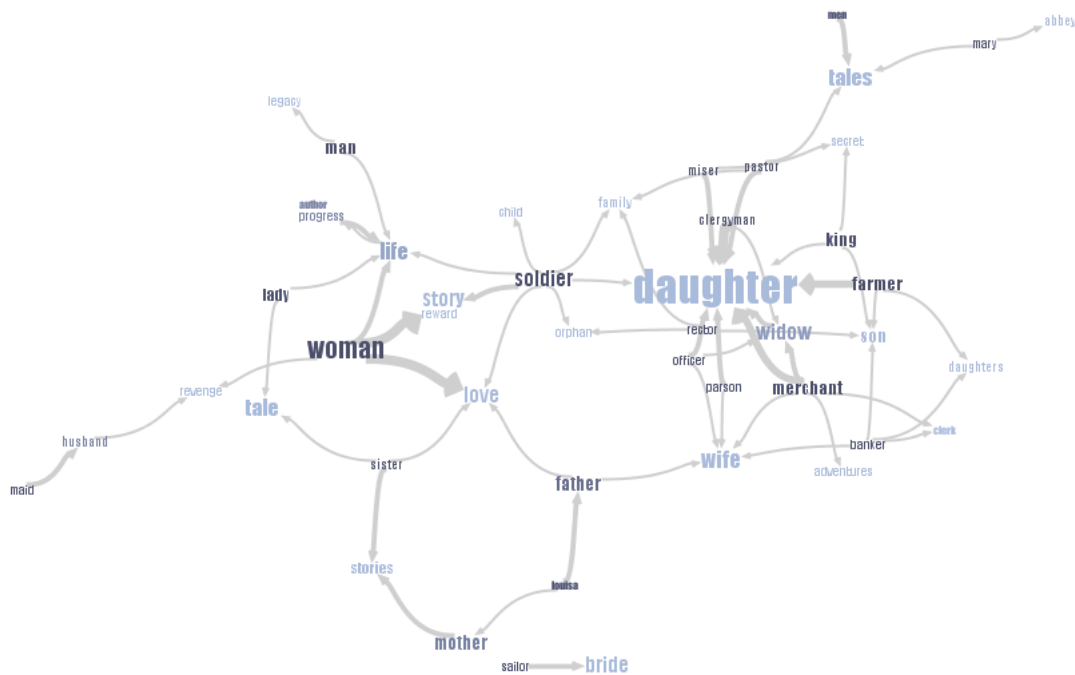 men
abbey
mary
tales
legacy
secret
man
miser
pastor
family
author
child
progress
clergyman
king
life
soldier
daughter
farmer
lady
story
reward
orphan
rector
widow
son
woman
officer
daughters
revenge
love
parson
merchant
tale
clerk
husband
banker
sister
wife
adventures
maid
father
stories
louisa
mother
sailor
bride